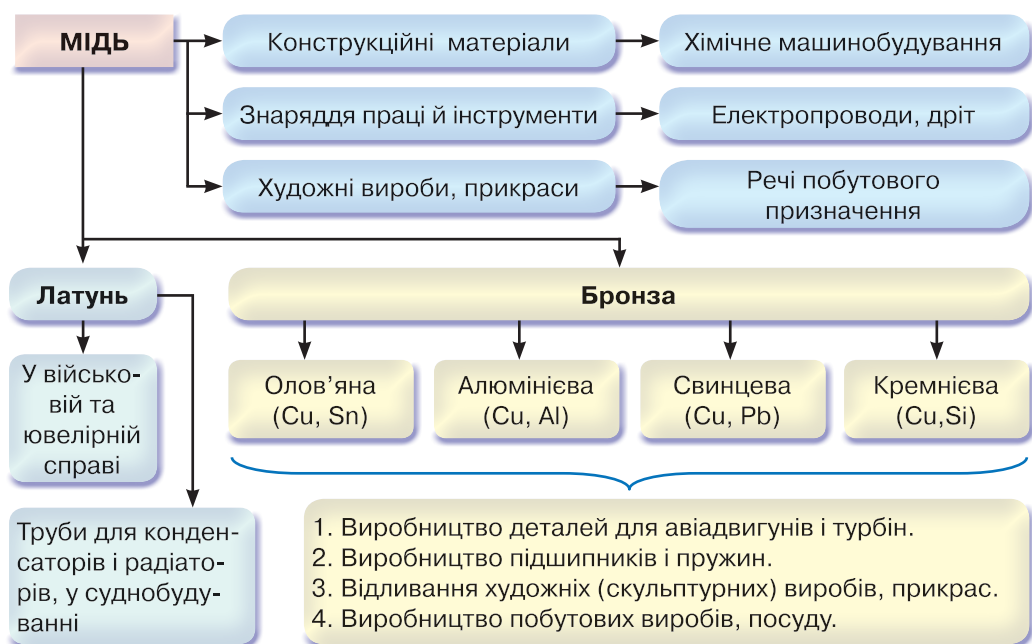 МІДЬ
Конструкційні матеріали
Хімічне машинобудування
Знаряддя праці й інструменти
Електропроводи, дріт
Художні вироби, прикраси
Речі побутового
призначення
Латунь
Бронза
У військо-
вій та
ювелірній
справі
Олов’яна
(Cu, Sn)
Алюмінієва
(Cu, Al)
Свинцева
(Cu, Pb)
Кремнієва
(Cu,Si)
Труби для конден-
саторів і радіато-
рів, у суднобуду-
ванні
1. Виробництво деталей для авіадвигунів і турбін.
2. Виробництво підшипників і пружин.
3. Відливання художніх (скульптурних) виробів, прикрас.
4. Виробництво побутових виробів, посуду.